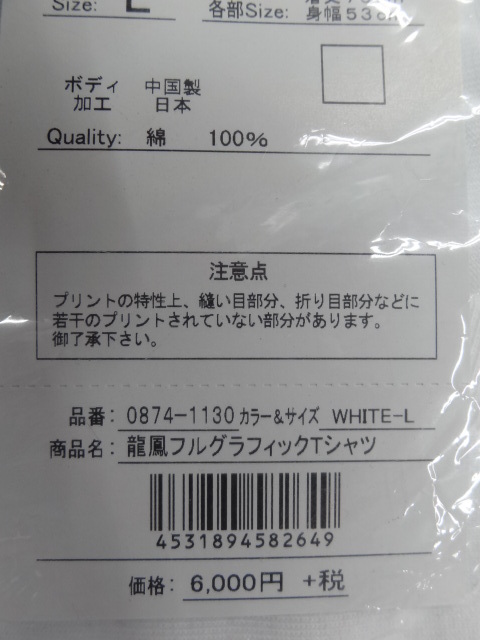 Size: L
各部Size:
身幅53cm
ボディ 中国製
加工 日本
Quality: 綿 100%
注意点
プリントの特性上、縫い目部分、折り目部分などに
若干のプリントされていない部分があります。
御了承下さい。
品番: 0874-1130 カラー&サイズ WHITE-L
商品名: 龍鳳フルグラフィックTシャツ
4531894582649
価格: 6,000円 +税